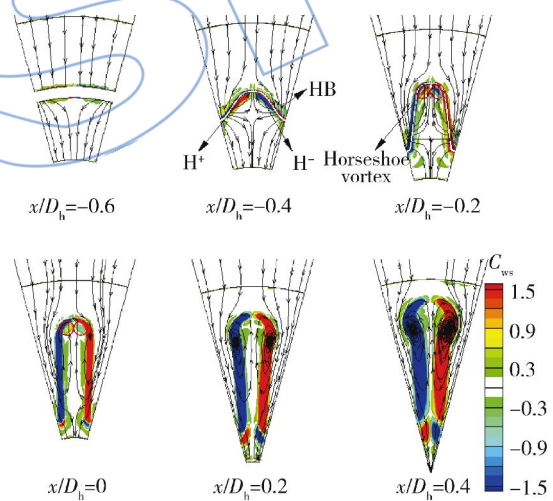 HB
H⁺
H⁻
Horseshoe
vortex
x/Dₕ=−0.6
x/Dₕ=−0.4
x/Dₕ=−0.2
C_ws
1.5
0.9
0.3
−0.3
−0.9
−1.5
x/Dₕ=0
x/Dₕ=0.2
x/Dₕ=0.4